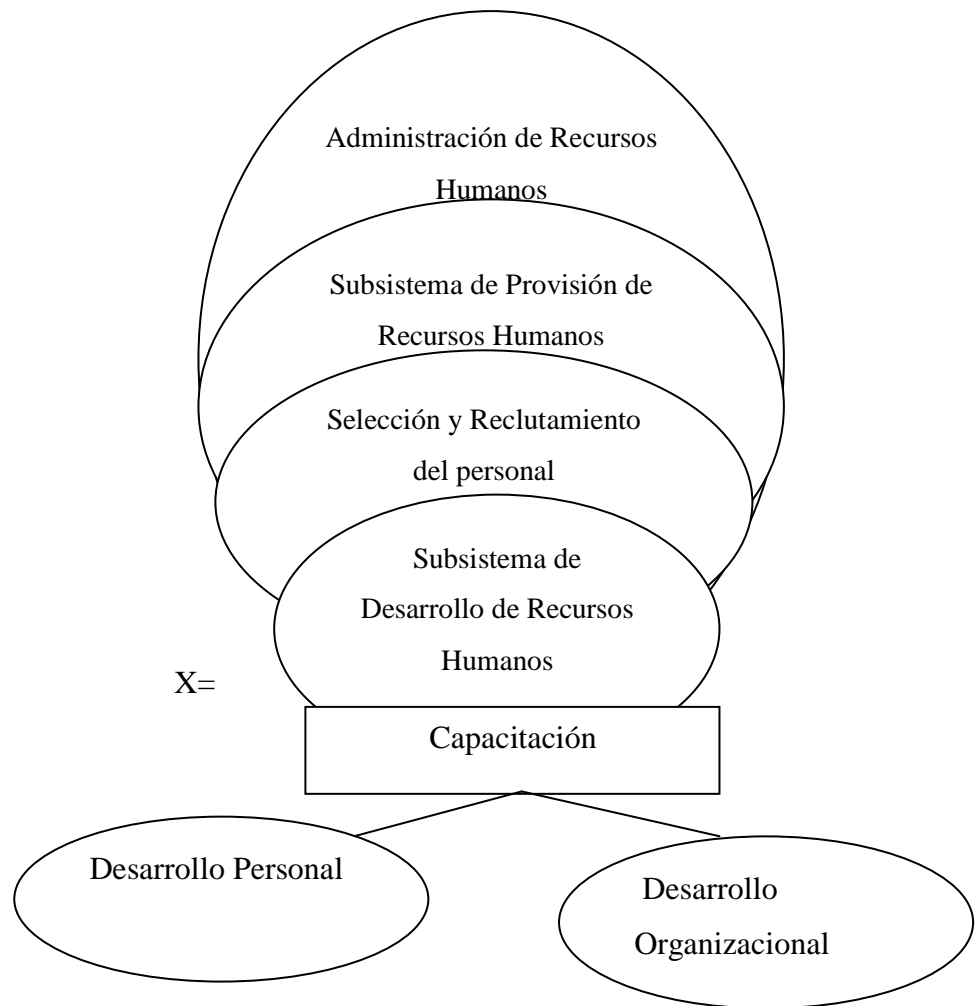 Administración de Recursos
Humanos
Subsistema de Provisión de
Recursos Humanos
Selección y Reclutamiento
del personal
Subsistema de
Desarrollo de Recursos
Humanos
X=
Capacitación
Desarrollo Personal
Desarrollo
Organizacional